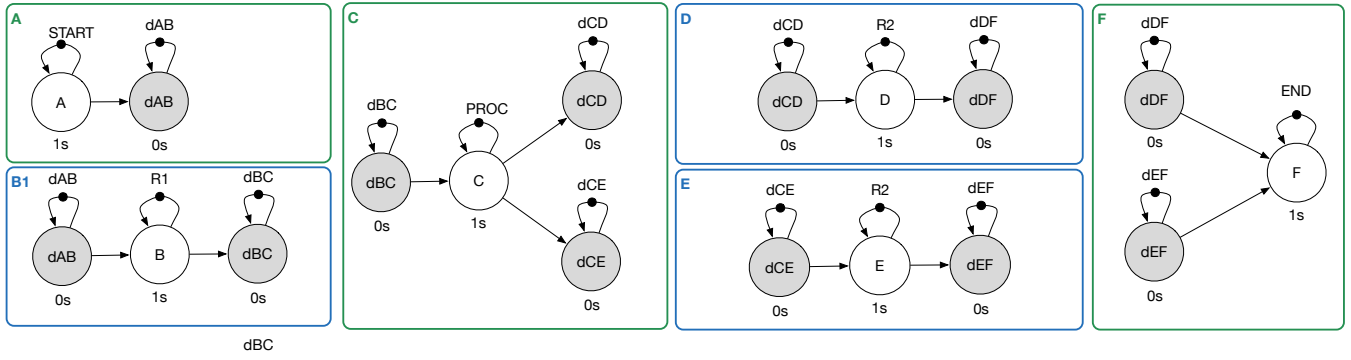 A
START
A
1s
dAB
dAB
0s
B1
dAB
dAB
0s
R1
B
1s
dBC
dBC
0s
dBC
C
dBC
dBC
0s
PROC
C
1s
dCD
dCD
0s
dCE
dCE
0s
D
dCD
dCD
0s
R2
D
1s
dDF
dDF
0s
E
dCE
dCE
0s
R2
E
1s
dEF
dEF
0s
F
dDF
dDF
0s
dEF
dEF
0s
END
F
1s